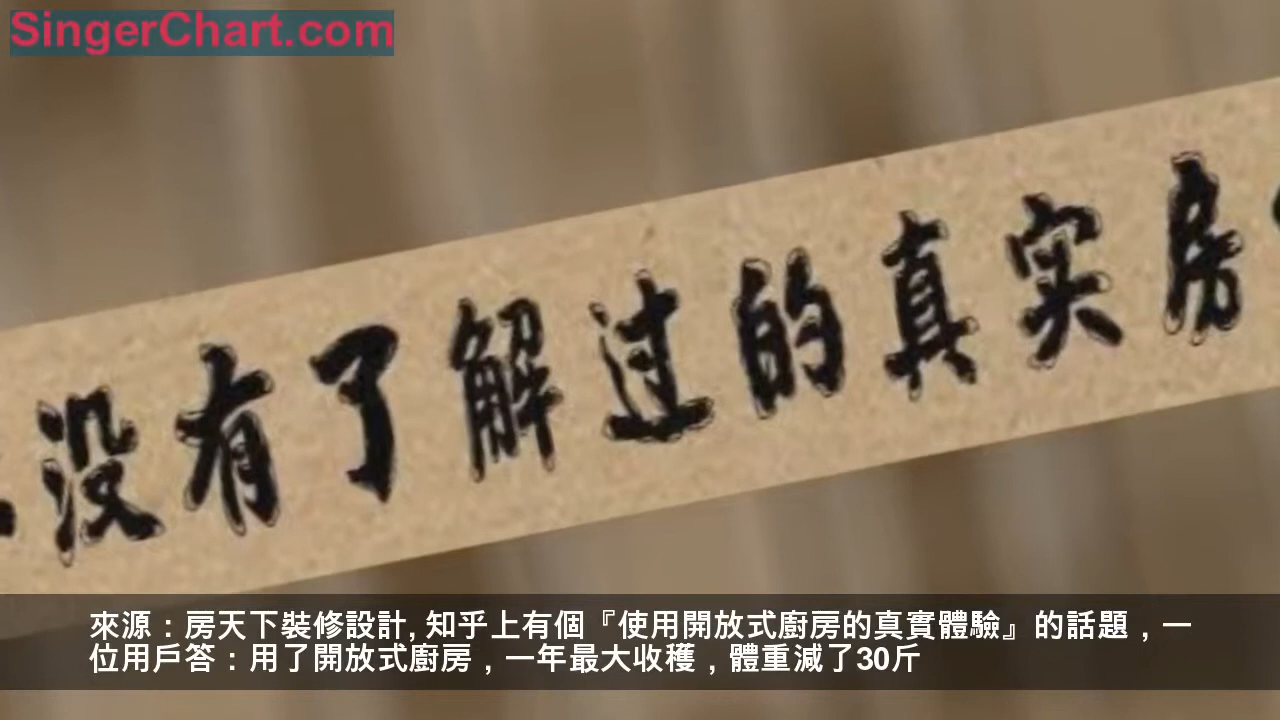 SingerChart.com
没有了解过的真实房
來源：房天下裝修設計, 知乎上有個『使用開放式廚房的真實體驗』的話題，一
位用戶答：用了開放式廚房，一年最大收穫，體重減了30斤